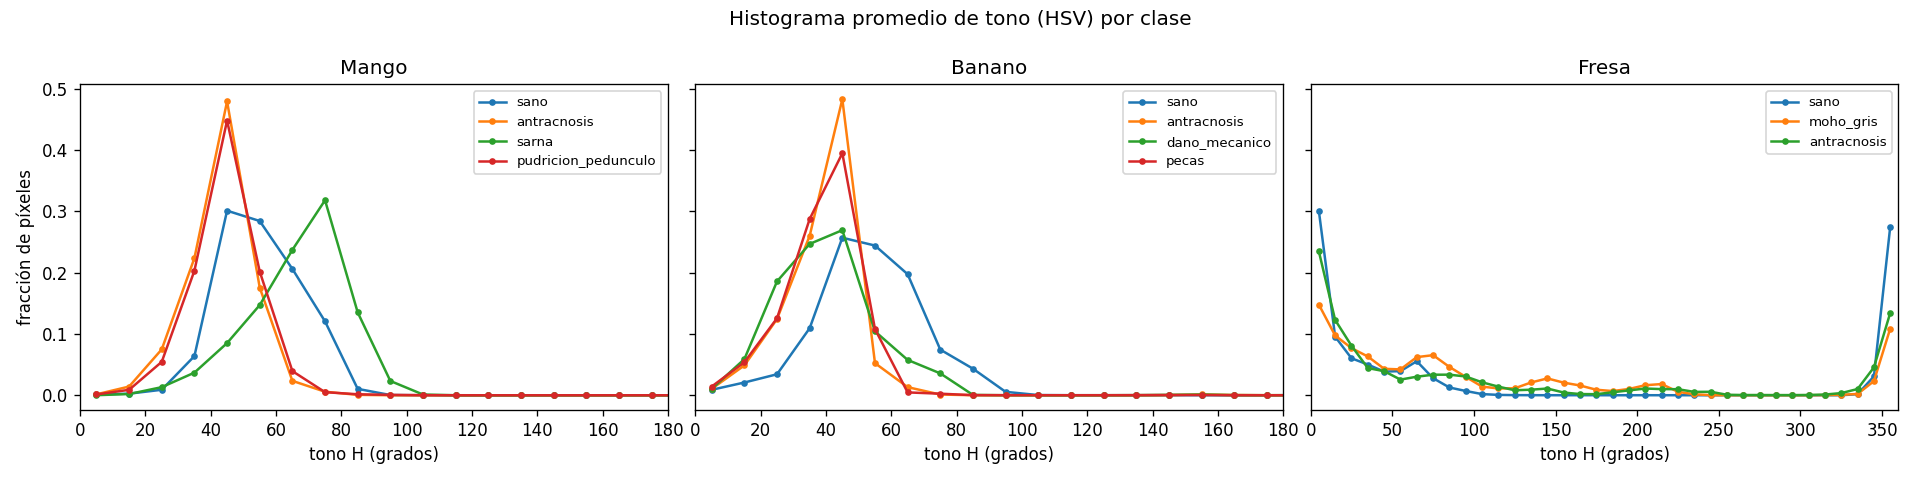 Histograma promedio de tono (HSV) por clase
Mango
Banano
Fresa
fracción de píxeles
0.5
0.4
0.3
0.2
0.1
0.0
sano
antracnosis
sarna
pudricion_pedunculo
sano
antracnosis
dano_mecanico
pecas
sano
moho_gris
antracnosis
0 20 40 60 80 100 120 140 160 180
0 20 40 60 80 100 120 140 160 180
0 50 100 150 200 250 300 350
tono H (grados)
tono H (grados)
tono H (grados)